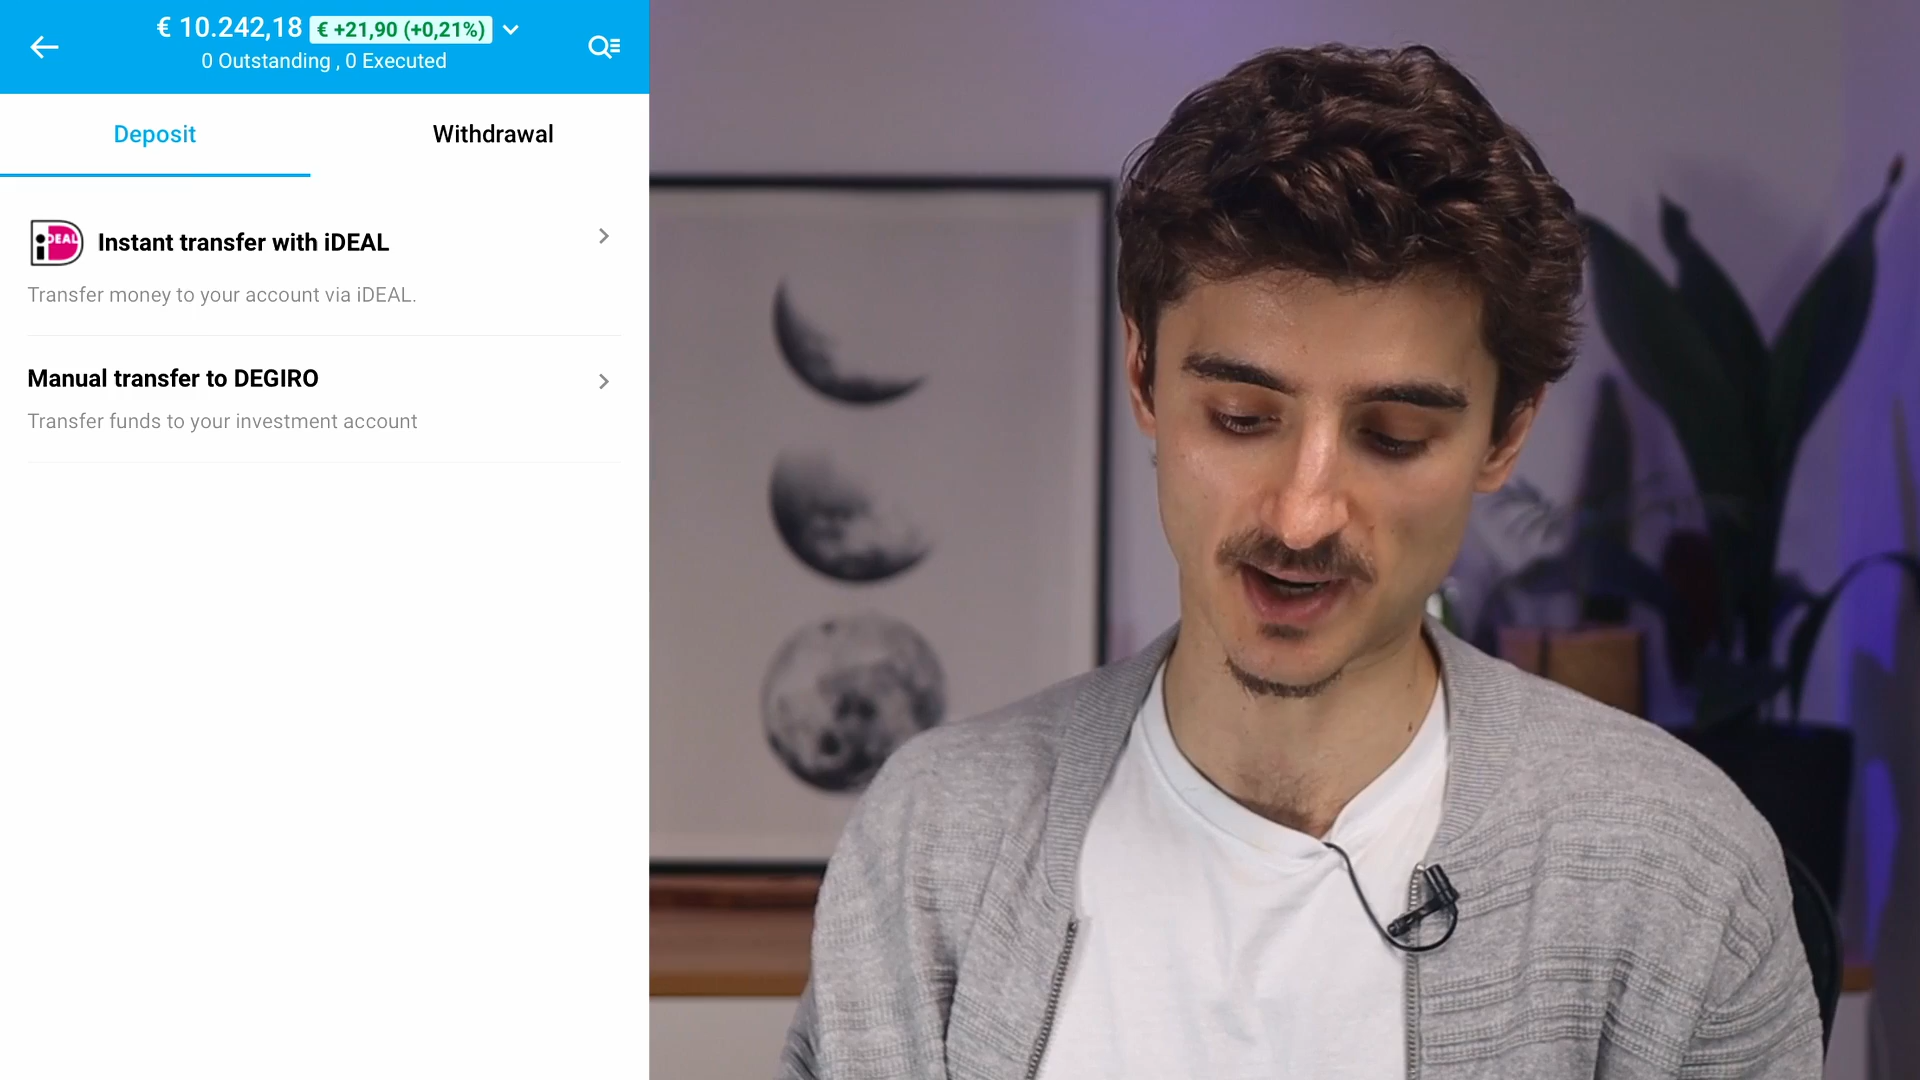 € 10.242,18 € +21,90 (+0,21%)
0 Outstanding , 0 Executed
Deposit Withdrawal
iDEAL Instant transfer with iDEAL
Transfer money to your account via iDEAL.
Manual transfer to DEGIRO
Transfer funds to your investment account